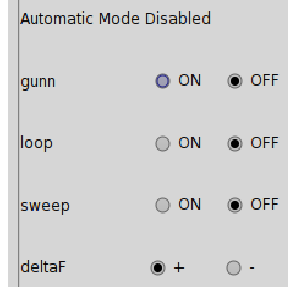 Automatic Mode Disabled
gunn ON OFF
loop ON OFF
sweep ON OFF
deltaF + -